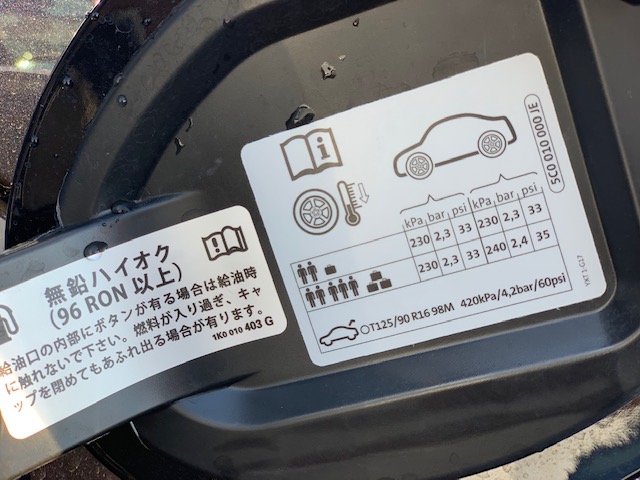 無鉛ハイオク
(96 RON 以上)
給油口の内部にボタンが有る場合は給油時
に触れないで下さい。燃料が入り過ぎ、キャ
ップを閉めてもあふれ出る場合が有ります。
1K0 010 403 G
i
kPa bar psi kPa bar psi
230 2,3 33 230 2,3 33
230 2,3 33 240 2,4 35
T125/90 R16 98M 420kPa/4,2bar/60psi
5C0 010 000 JE